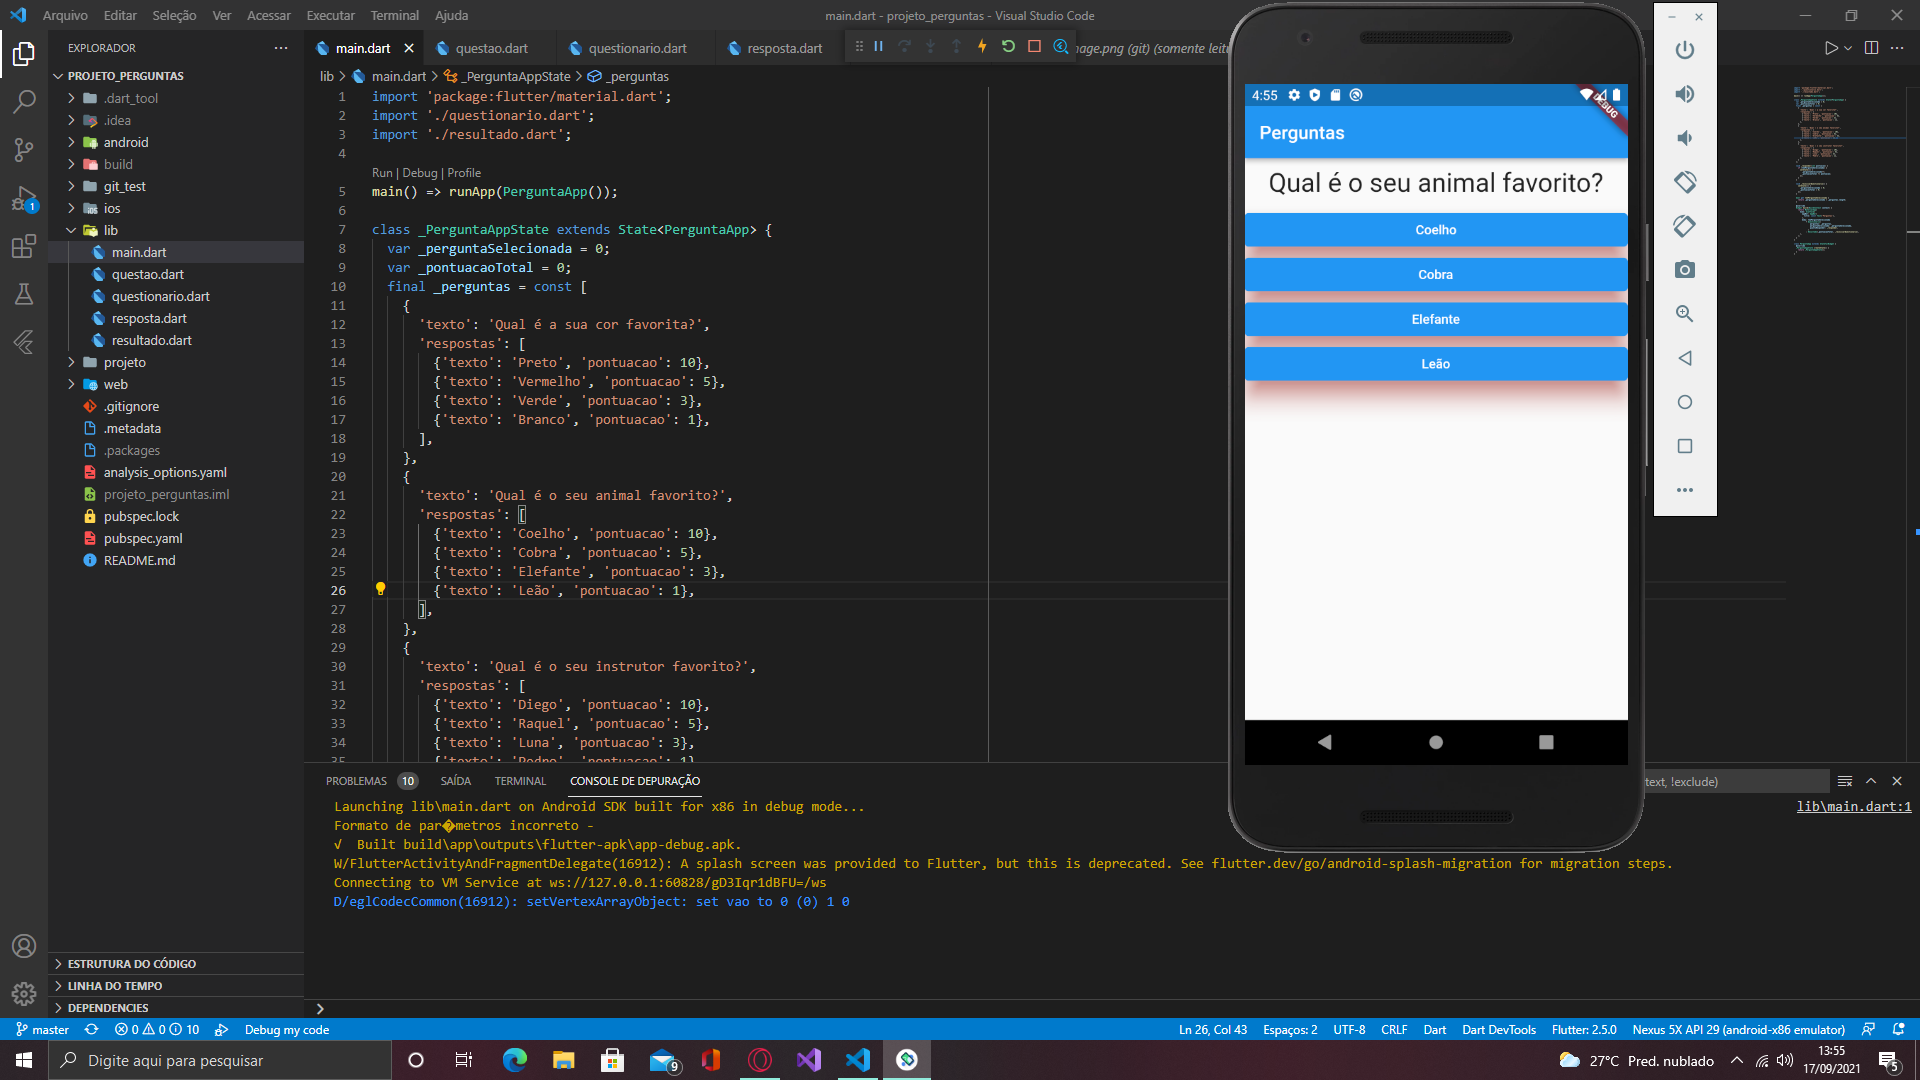 Arquivo Editar Seleção Ver Acessar Executar Terminal Ajuda
main.dart - projeto_perguntas - Visual Studio Code
EXPLORADOR
main.dart questao.dart questionario.dart resposta.dart nage.png (git) (somente leitu
PROJETO_PERGUNTAS
.dart_tool
.idea
android
build
git_test
ios
lib
main.dart
questao.dart
questionario.dart
resposta.dart
resultado.dart
projeto
web
.gitignore
.metadata
.packages
analysis_options.yaml
projeto_perguntas.iml
pubspec.lock
pubspec.yaml
README.md
ESTRUTURA DO CÓDIGO
LINHA DO TEMPO
DEPENDENCIES
lib main.dart _PerguntaAppState _perguntas
1 import 'package:flutter/material.dart';
2 import './questionario.dart';
3 import './resultado.dart';
4
Run | Debug | Profile
5 main() => runApp(PerguntaApp());
6
7 class _PerguntaAppState extends State<PerguntaApp> {
8 var _perguntaSelecionada = 0;
9 var _pontuacaoTotal = 0;
10 final _perguntas = const [
11 {
12 'texto': 'Qual é a sua cor favorita?',
13 'respostas': [
14 {'texto': 'Preto', 'pontuacao': 10},
15 {'texto': 'Vermelho', 'pontuacao': 5},
16 {'texto': 'Verde', 'pontuacao': 3},
17 {'texto': 'Branco', 'pontuacao': 1},
18 ],
19 },
20 {
21 'texto': 'Qual é o seu animal favorito?',
22 'respostas': [
23 {'texto': 'Coelho', 'pontuacao': 10},
24 {'texto': 'Cobra', 'pontuacao': 5},
25 {'texto': 'Elefante', 'pontuacao': 3},
26 {'texto': 'Leão', 'pontuacao': 1},
27 ],
28 },
29 {
30 'texto': 'Qual é o seu instrutor favorito?',
31 'respostas': [
32 {'texto': 'Diego', 'pontuacao': 10},
33 {'texto': 'Raquel', 'pontuacao': 5},
34 {'texto': 'Luna', 'pontuacao': 3},
{'texto': 'Pedro', 'pontuacao': 1}
4:55
DEBUG
Perguntas
Qual é o seu animal favorito?
Coelho
Cobra
Elefante
Leão
PROBLEMAS 10 SAÍDA TERMINAL CONSOLE DE DEPURAÇÃO
text, !exclude)
Launching lib\main.dart on Android SDK built for x86 in debug mode...
lib\main.dart:1
Formato de par�metros incorreto -
√ Built build\app\outputs\flutter-apk\app-debug.apk.
W/FlutterActivityAndFragmentDelegate(16912): A splash screen was provided to Flutter, but this is deprecated. See flutter.dev/go/android-splash-migration for migration steps.
Connecting to VM Service at ws://127.0.0.1:60828/gD3Iqr1dBFU=/ws
D/eglCodecCommon(16912): setVertexArrayObject: set vao to 0 (0) 1 0
master 0 0 10 Debug my code
Ln 26, Col 43 Espaços: 2 UTF-8 CRLF Dart Dart DevTools Flutter: 2.5.0 Nexus 5X API 29 (android-x86 emulator)
Digite aqui para pesquisar
9
27°C Pred. nublado
13:55
17/09/2021
5
1